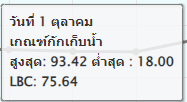 วันที่ 1 ตุลาคม
เกณฑ์กักเก็บน้ำ
สูงสุด: 93.42 ต่ำสุด : 18.00
LBC: 75.64